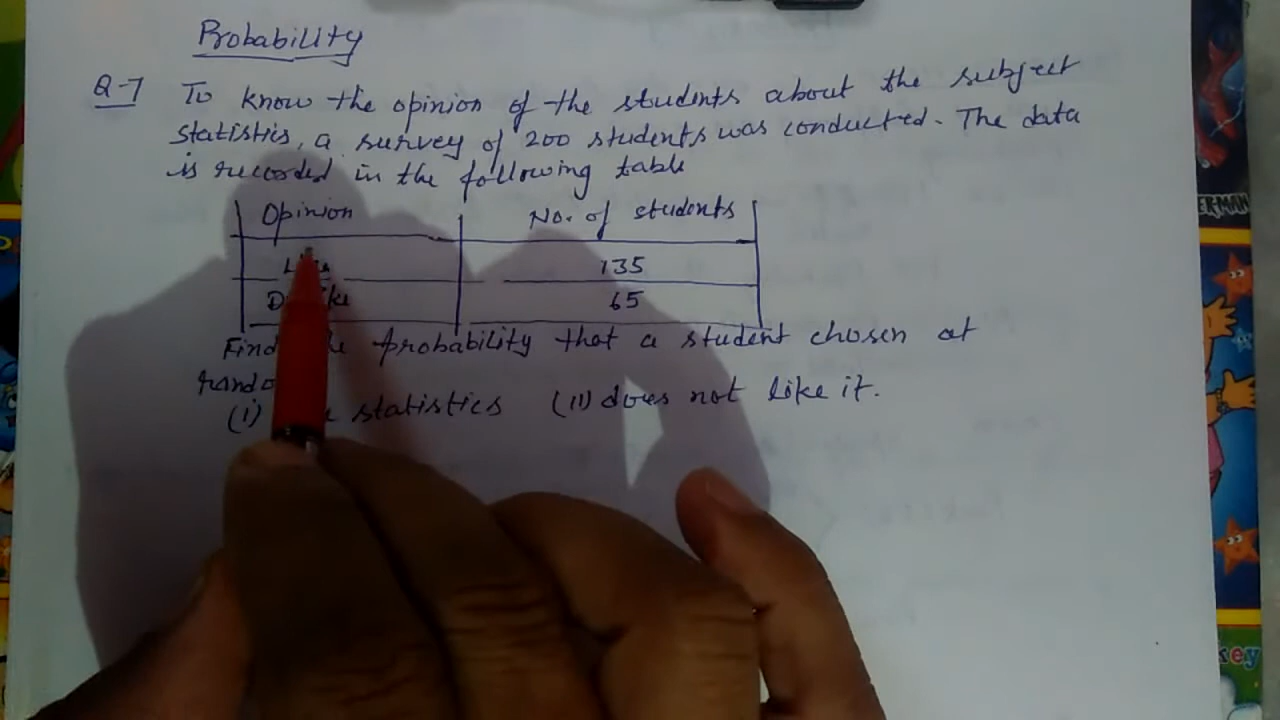 Probability
Q-7 To know the opinion of the students about the subject
statistics, a survey of 200 students was conducted. The data
is recorded in the following table
Opinion No. of students
135
65
Find probability that a student chosen at
(i) statistics (ii) does not like it.
ERMAN
key